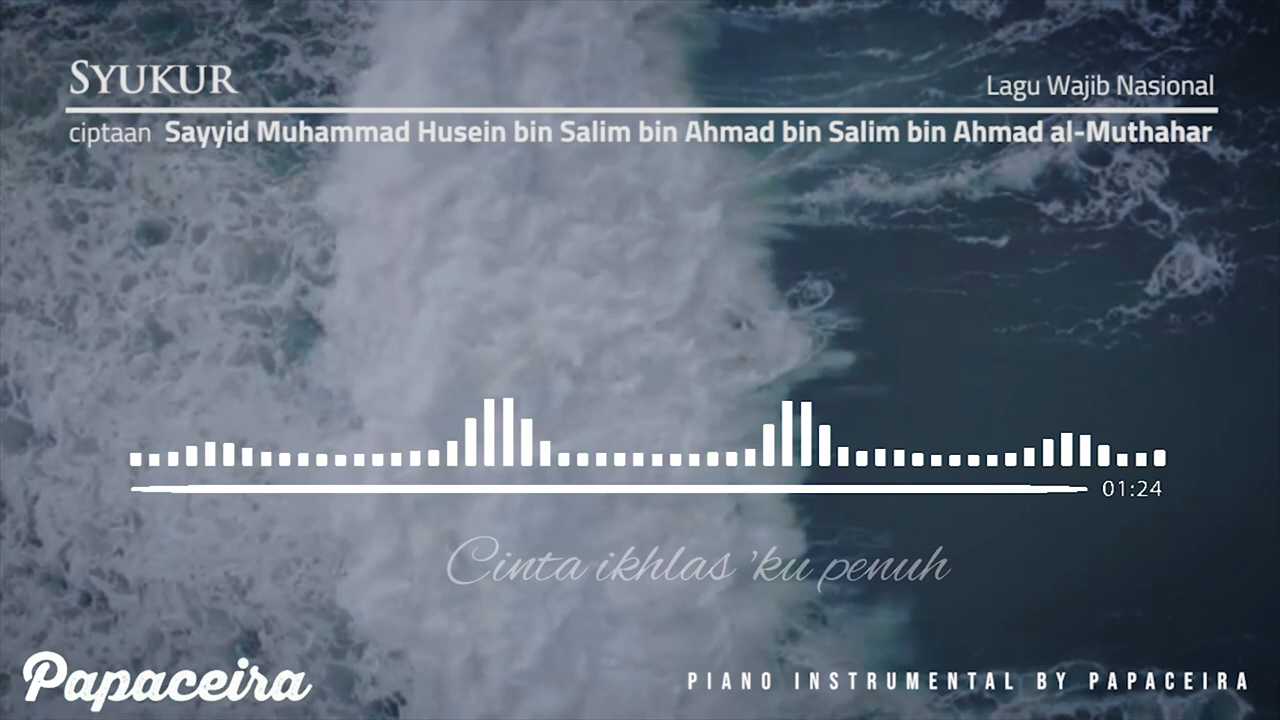 SYUKUR
Lagu Wajib Nasional
ciptaan Sayyid Muhammad Husein bin Salim bin Ahmad bin Salim bin Ahmad al-Muthahar
01:24
Cinta ikhlas 'ku penuh
Papaceira
PIANO INSTRUMENTAL BY PAPACEIRA